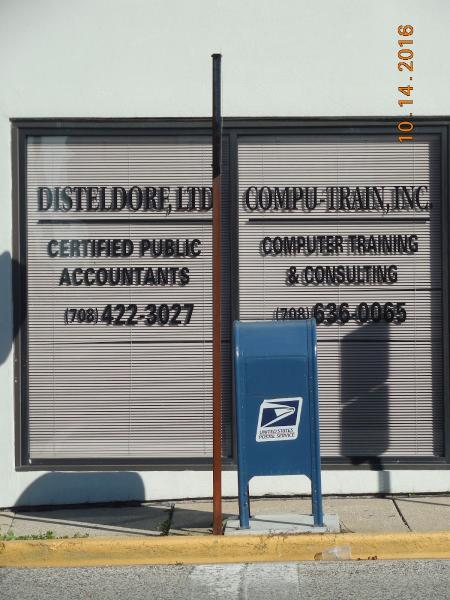 10.14.2016
DISTELDORE, LTD
CERTIFIED PUBLIC
ACCOUNTANTS
(708) 422-3027
COMPU-TRAIN, INC.
COMPUTER TRAINING
& CONSULTING
(708) 636-0065
UNITED STATES
POSTAL SERVICE